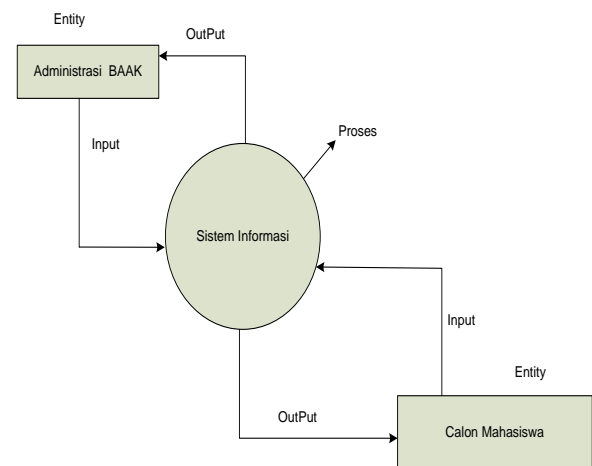 Entity
OutPut
Administrasi BAAK
Input
Proses
Sistem Informasi
Input
Entity
OutPut
Calon Mahasiswa